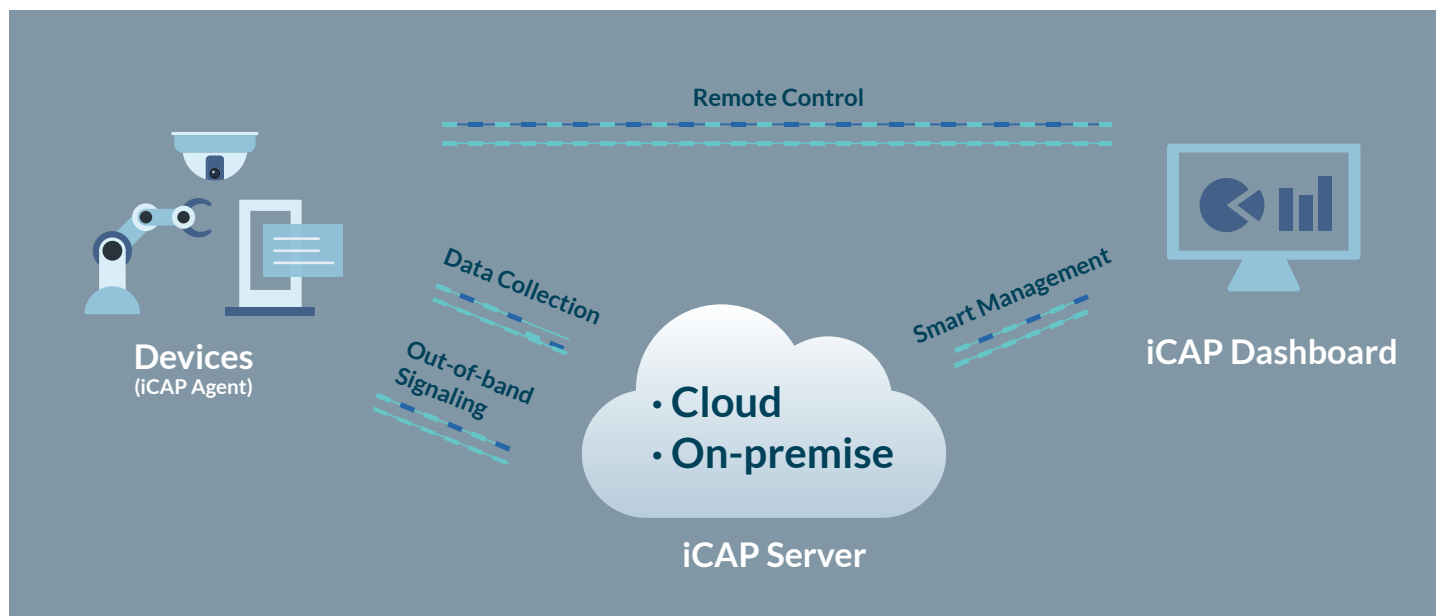 Remote Control
Data Collection
Smart Management
Out-of-band
Signaling
Devices
(iCAP Agent)
iCAP Dashboard
· Cloud
· On-premise
iCAP Server